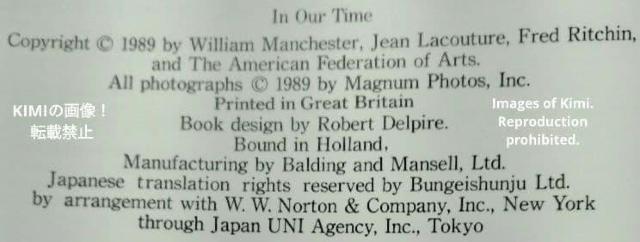 In Our Time
Copyright © 1989 by William Manchester, Jean Lacouture, Fred Ritchin,
and The American Federation of Arts.
All photographs © 1989 by Magnum Photos, Inc.
Printed in Great Britain
Book design by Robert Delpire.
Bound in Holland,
Manufacturing by Balding and Mansell, Ltd.
Japanese translation rights reserved by Bungeishunju Ltd.
by arrangement with W. W. Norton & Company, Inc., New York
through Japan UNI Agency, Inc., Tokyo
KIMIの画像！
転載禁止
Images of Kimi.
Reproduction
prohibited.